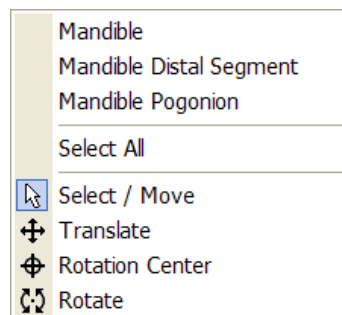 Mandible
Mandible Distal Segment
Mandible Pogonion
Select All
Select / Move
Translate
Rotation Center
Rotate